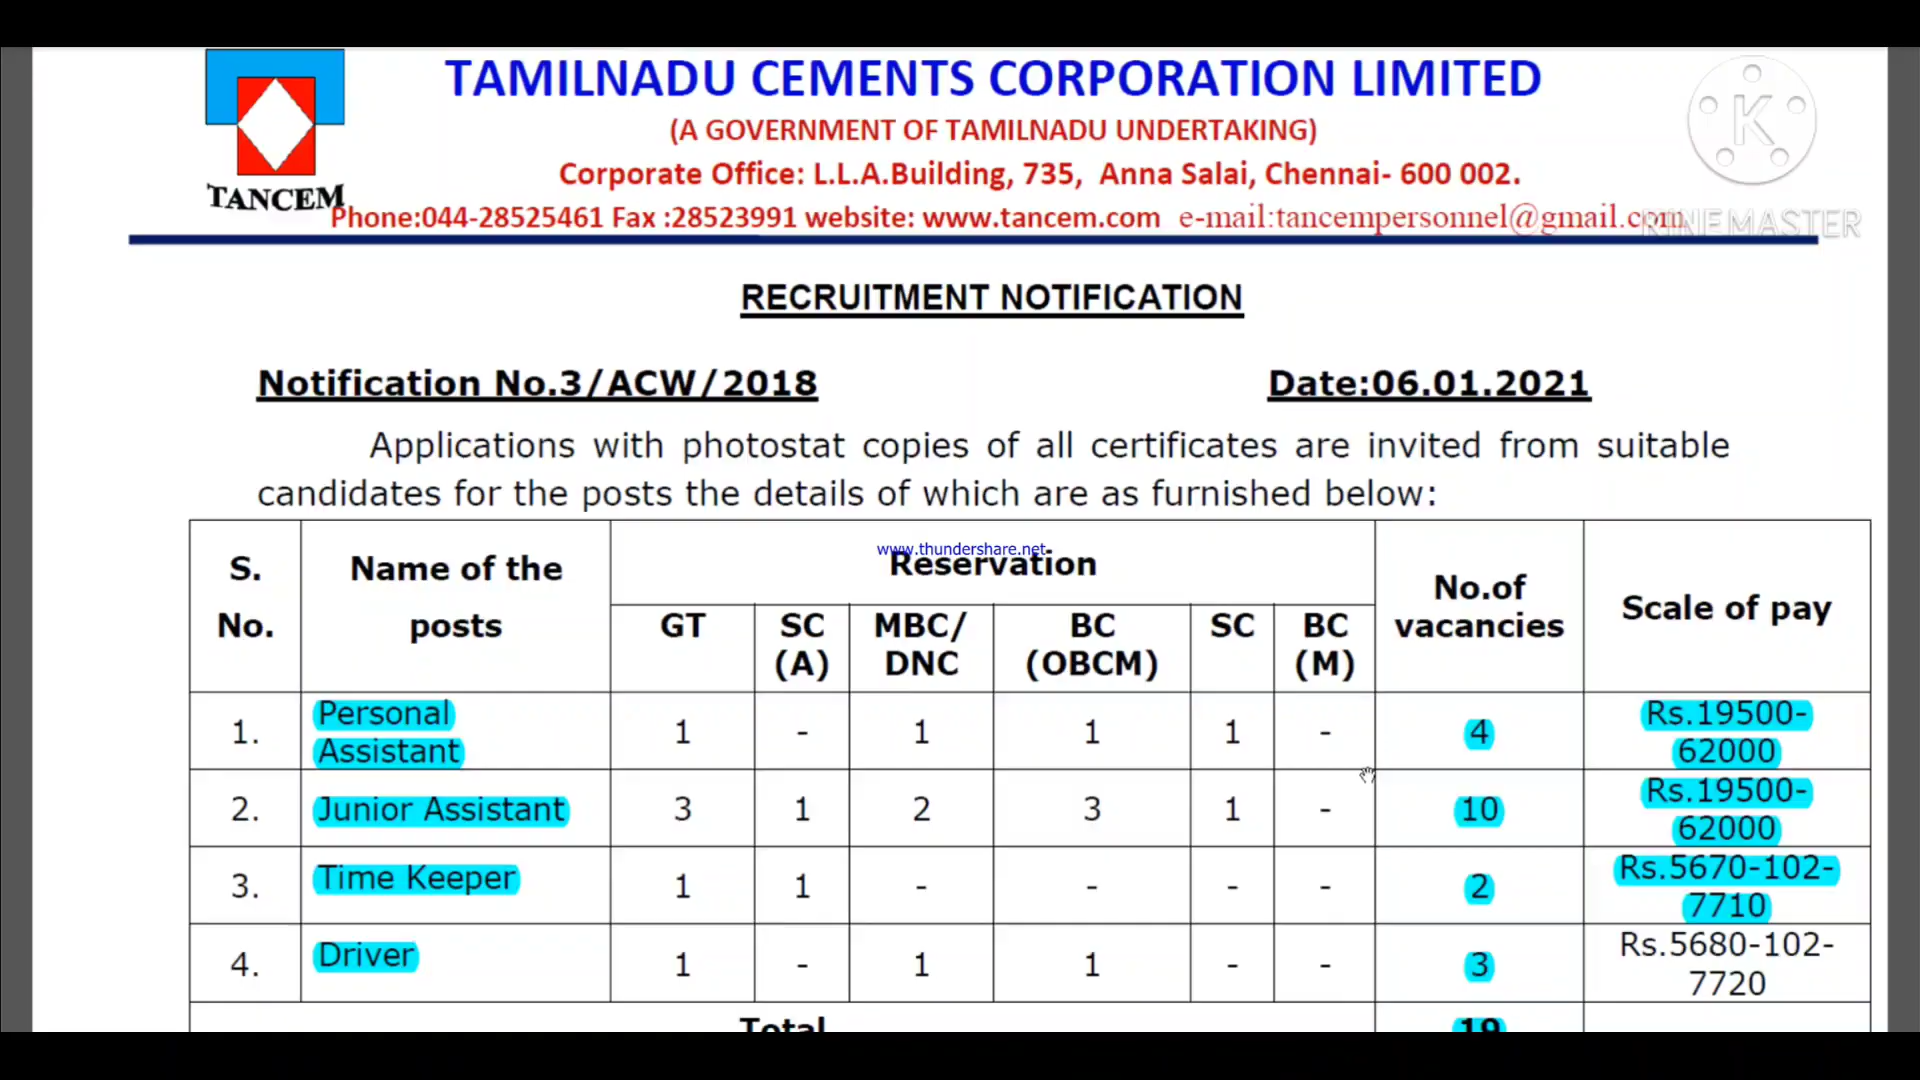 TAMILNADU CEMENTS CORPORATION LIMITED
(A GOVERNMENT OF TAMILNADU UNDERTAKING)
Corporate Office: L.L.A.Building, 735, Anna Salai, Chennai- 600 002.
TANCEM
Phone:044-28525461 Fax :28523991 website: www.tancem.com e-mail:tancempersonnel@gmail.com
K
KINEMASTER
RECRUITMENT NOTIFICATION
Notification No.3/ACW/2018 Date:06.01.2021
Applications with photostat copies of all certificates are invited from suitable
candidates for the posts the details of which are as furnished below:
www.thundershare.net
S. No. Name of the posts Reservation No.of vacancies Scale of pay
GT SC (A) MBC/ DNC BC (OBCM) SC BC (M)
1. Personal Assistant 1 - 1 1 1 - 4 Rs.19500-62000
2. Junior Assistant 3 1 2 3 1 - 10 Rs.19500-62000
3. Time Keeper 1 1 - - - - 2 Rs.5670-102-7710
4. Driver 1 - 1 1 - - 3 Rs.5680-102-7720
Total 19